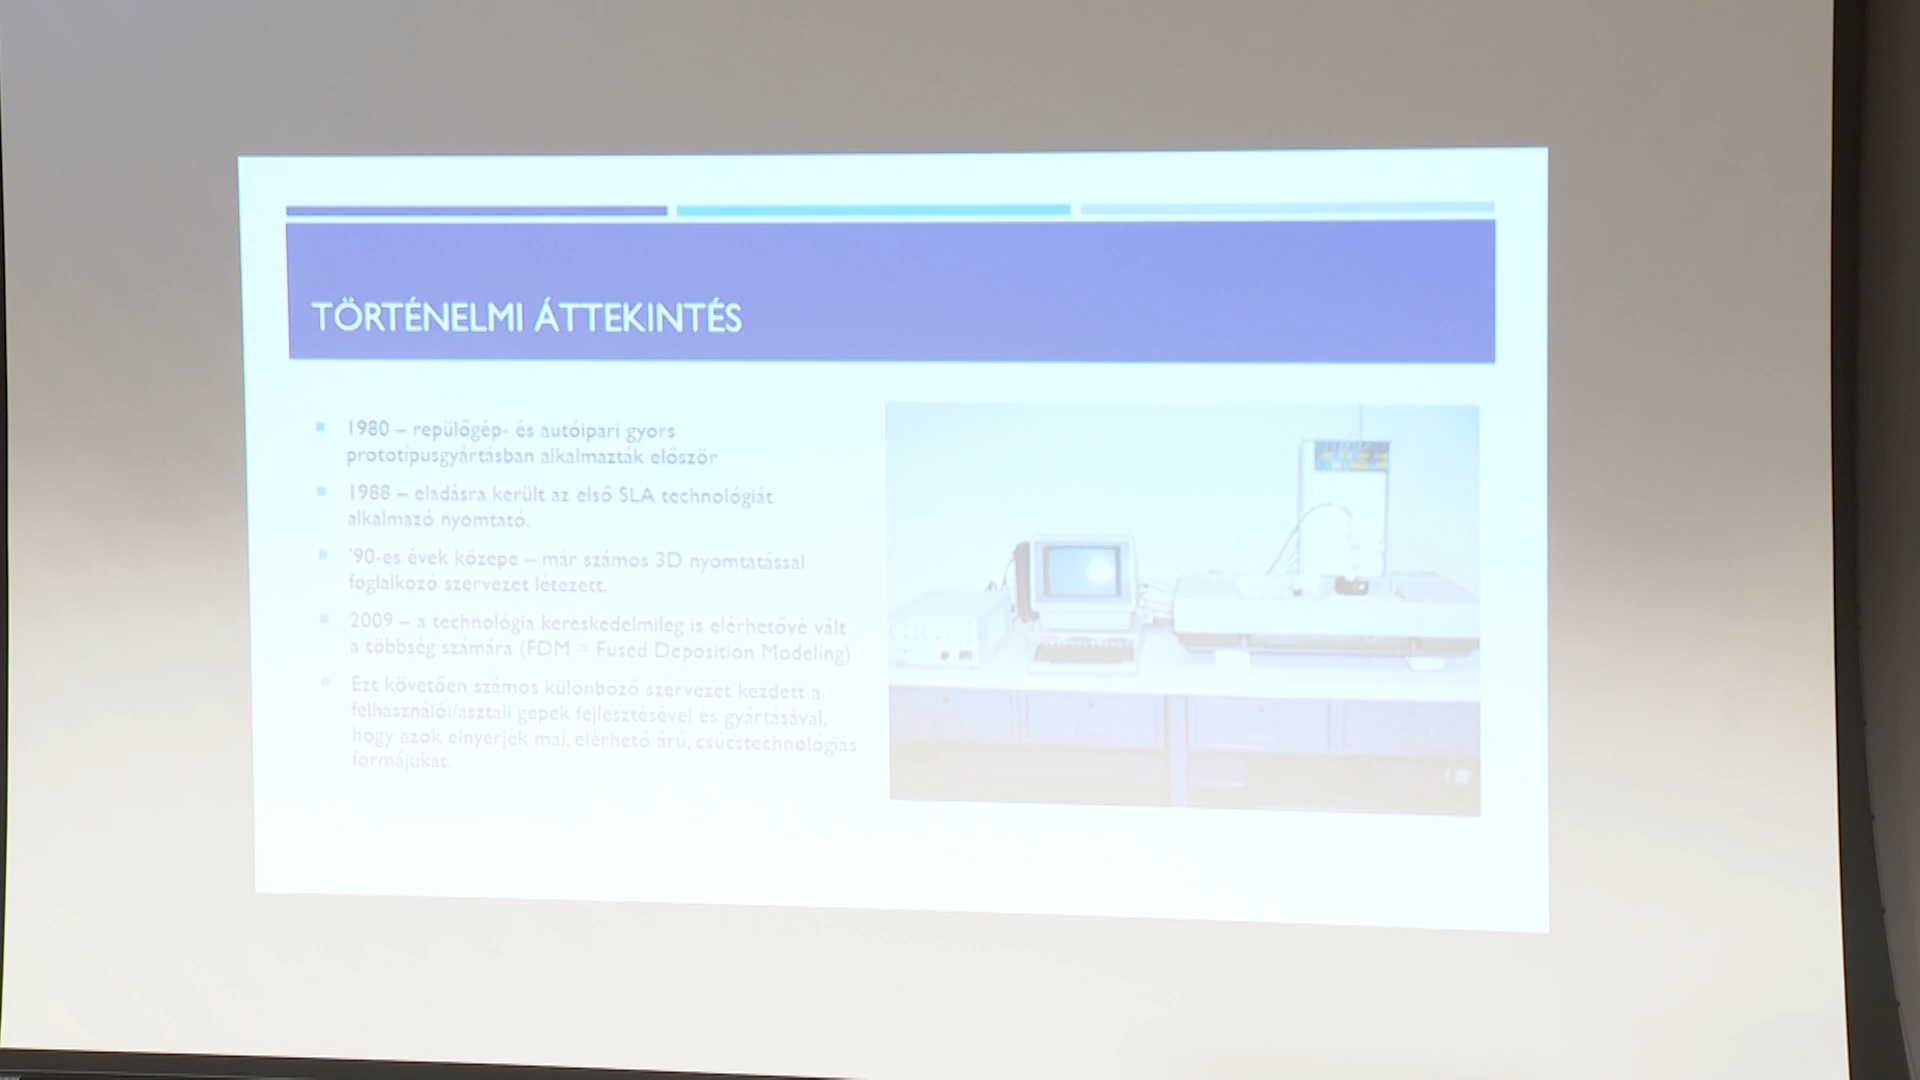 TÖRTÉNELMI ÁTTEKINTÉS
1980 – repülőgép- és autóipari gyors
prototípusgyártásban alkalmazták először
1988 – eladásra került az első SLA technológiát
alkalmazó nyomtató.
'90-es évek közepe – már számos 3D nyomtatással
foglalkozó szervezet létezett.
2009 – a technológia kereskedelmileg is elérhetővé vált
a többség számára (FDM = Fused Deposition Modeling)
Ezt követően számos különböző szervezet kezdett a
felhasználói/asztali gépek fejlesztésével és gyártásával,
hogy azok elnyerjék mai, elérhető árú, csúcstechnológiás
formájukat.